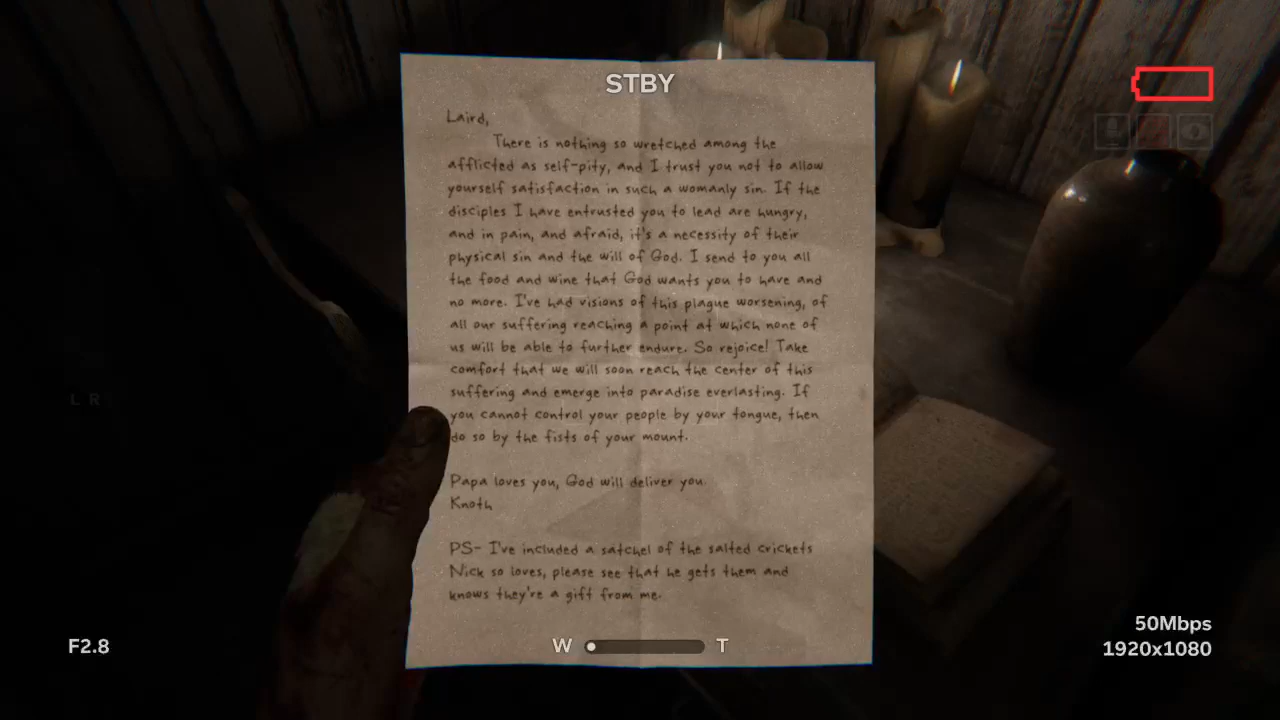 STBY
Laird,
There is nothing so wretched among the
afflicted as self-pity, and I trust you not to allow
yourself satisfaction in such a womanly sin. If the
disciples I have entrusted you to lead are hungry,
and in pain, and afraid, it's a necessity of their
physical sin and the will of God. I send to you all
the food and wine that God wants you to have and
no more. I've had visions of this plague worsening, of
all our suffering reaching a point at which none of
us will be able to further endure. So rejoice! Take
comfort that we will soon reach the center of this
suffering and emerge into paradise everlasting. If
you cannot control your people by your tongue, then
do so by the fists of your mount.
Papa loves you, God will deliver you.
Knoth
PS- I've included a satchel of the salted crickets
Nick so loves, please see that he gets them and
knows they're a gift from me.
L R
F2.8
W T
50Mbps
1920x1080